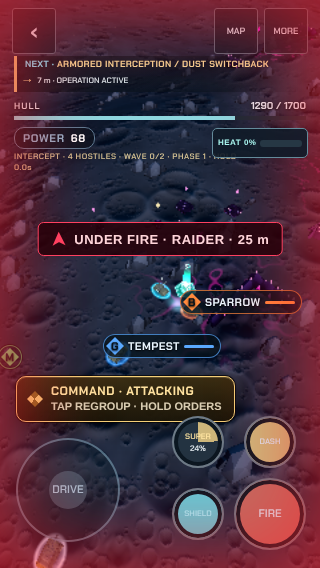 ‹
MAP
MORE
NEXT · ARMORED INTERCEPTION / DUST SWITCHBACK
→ 7 m · OPERATION ACTIVE
HULL
1290 / 1700
POWER 68
HEAT 0%
INTERCEPT · 4 HOSTILES · WAVE 0/2 · PHASE 1 ·
0.0s
UNDER FIRE · RAIDER · 25 m
B SPARROW
G TEMPEST
M
COMMAND · ATTACKING
TAP REGROUP · HOLD ORDERS
SUPER
24%
DASH
DRIVE
SHIELD
FIRE